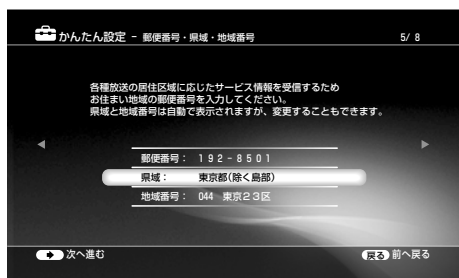 かんたん設定 － 郵便番号・県域・地域番号 5/ 8
各種放送の居住区域に応じたサービス情報を受信するため
お住まい地域の郵便番号を入力してください。
県域と地域番号は自動で表示されますが、変更することもできます。
郵便番号： 192－8501
県域： 東京都(除く島部)
地域番号： 044 東京23区
次へ進む 戻る 前へ戻る